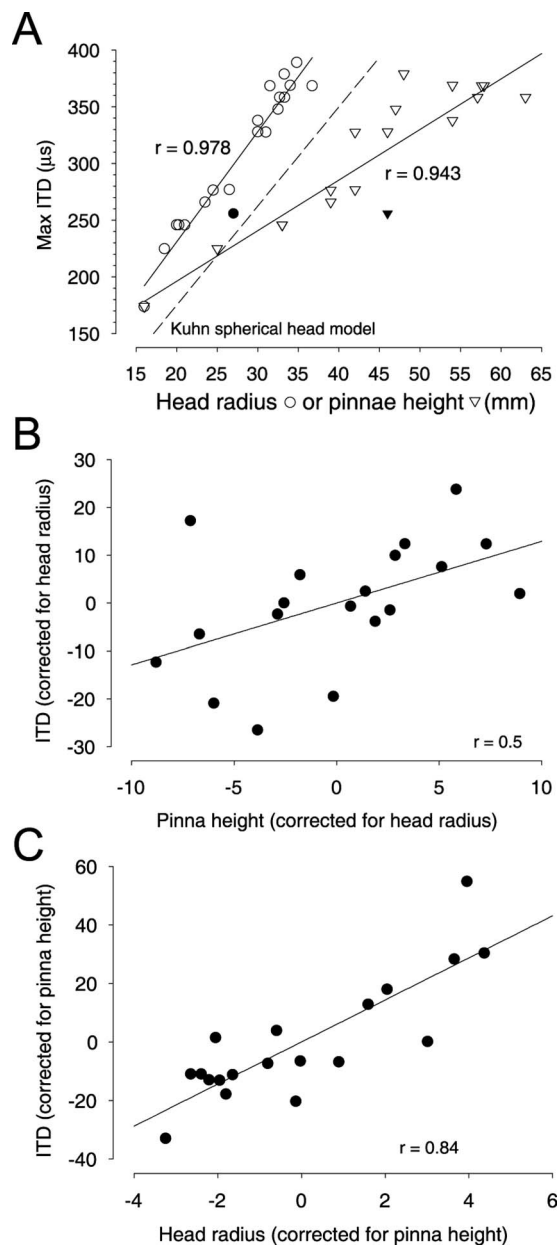 A
400
350
300
250
200
150
Max ITD (µs)
r = 0.978
r = 0.943
Kuhn spherical head model
15 20 25 30 35 40 45 50 55 60 65
Head radius ○ or pinnae height ▽ (mm)
B
30
20
10
0
-10
-20
-30
ITD (corrected for head radius)
r = 0.5
-10 -5 0 5 10
Pinna height (corrected for head radius)
C
60
40
20
0
-20
-40
ITD (corrected for pinna height)
r = 0.84
-4 -2 0 2 4 6
Head radius (corrected for pinna height)